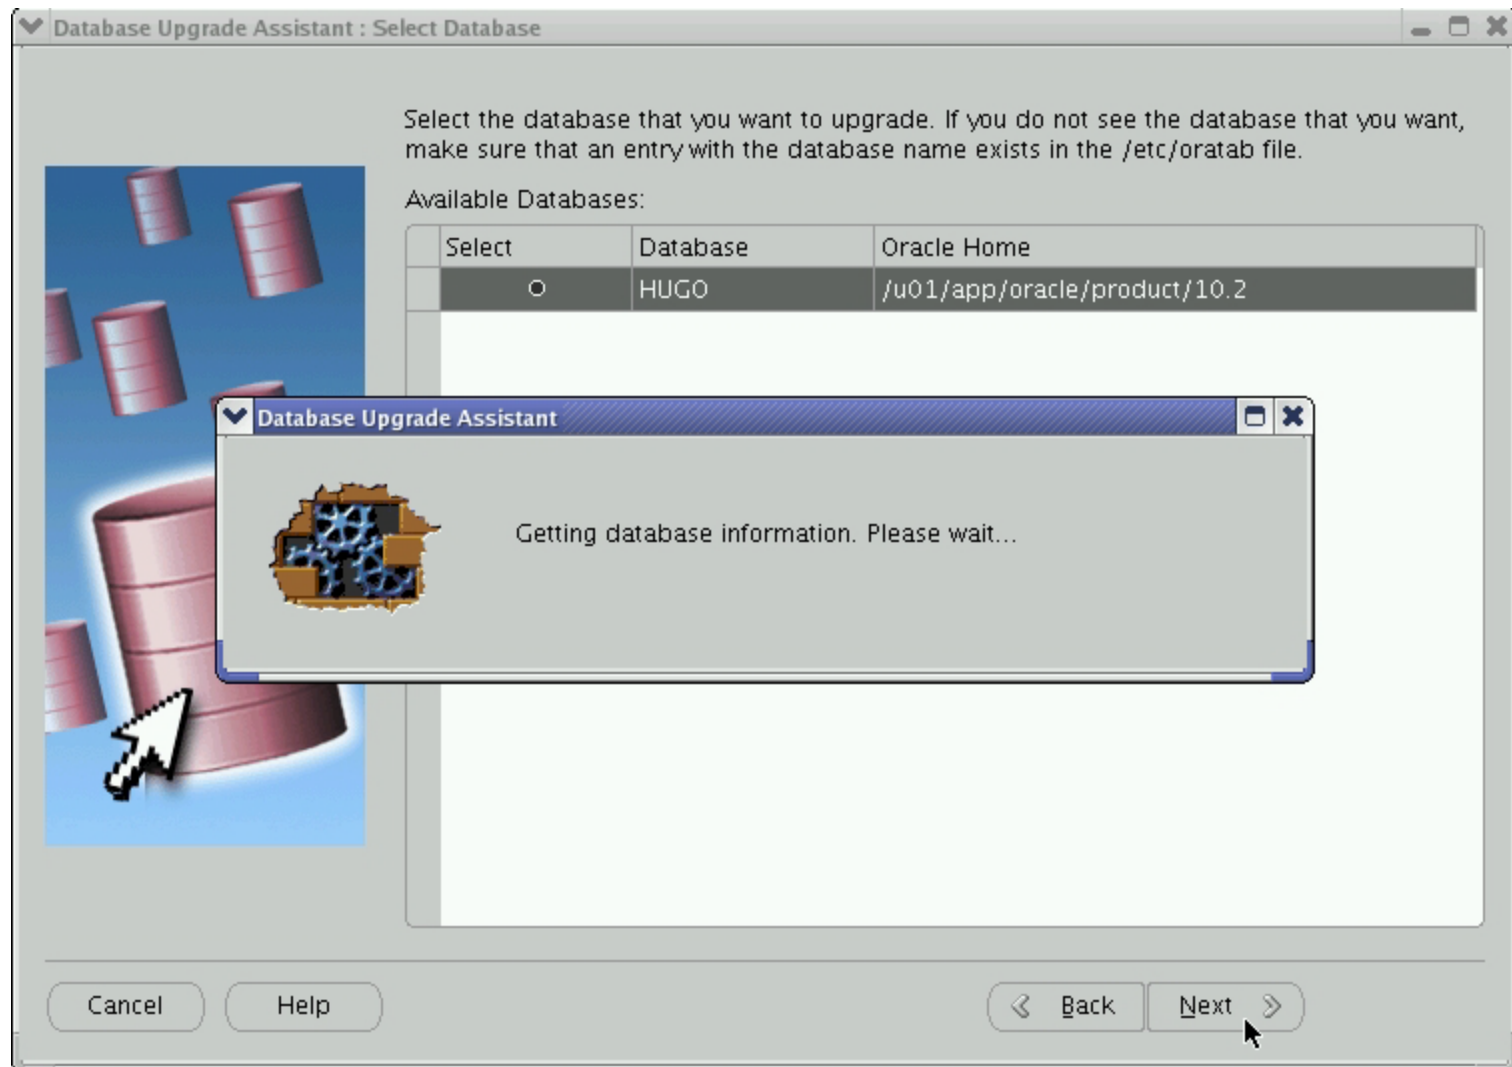 Database Upgrade Assistant : Select Database
Select the database that you want to upgrade. If you do not see the database that you want,
make sure that an entry with the database name exists in the /etc/oratab file.
Available Databases:
Select Database Oracle Home
HUGO /u01/app/oracle/product/10.2
Database Upgrade Assistant
Getting database information. Please wait...
Cancel Help Back Next